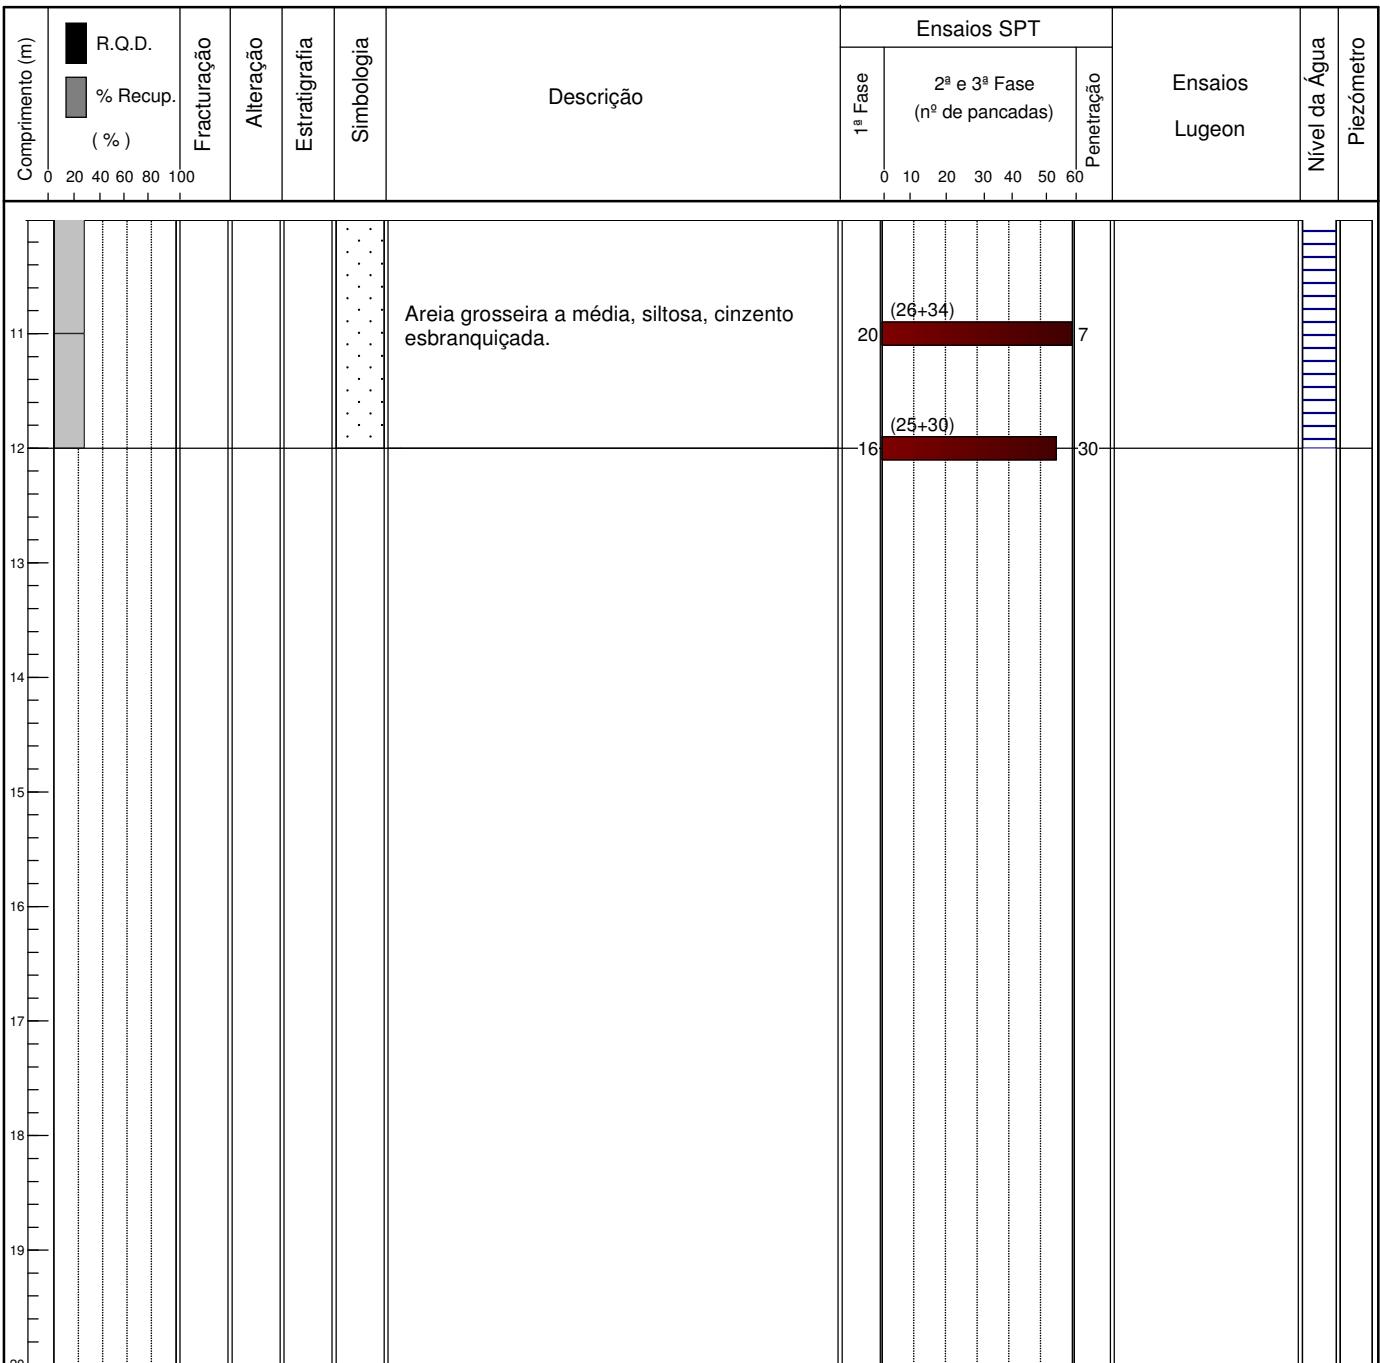 Comprimento (m)
R.Q.D.
% Recup.
( % )
0 20 40 60 80 100
Fracturação
Alteração
Estratigrafia
Simbologia
Descrição
Ensaios SPT
1ª Fase
2ª e 3ª Fase
(nº de pancadas)
0 10 20 30 40 50 60
Penetração
Ensaios
Lugeon
Nível da Água
Piezómetro
Areia grosseira a média, siltosa, cinzento
esbranquiçada.
(26+34)
11 20 7
(25+30)
12 16 30
13
14
15
16
17
18
19
20